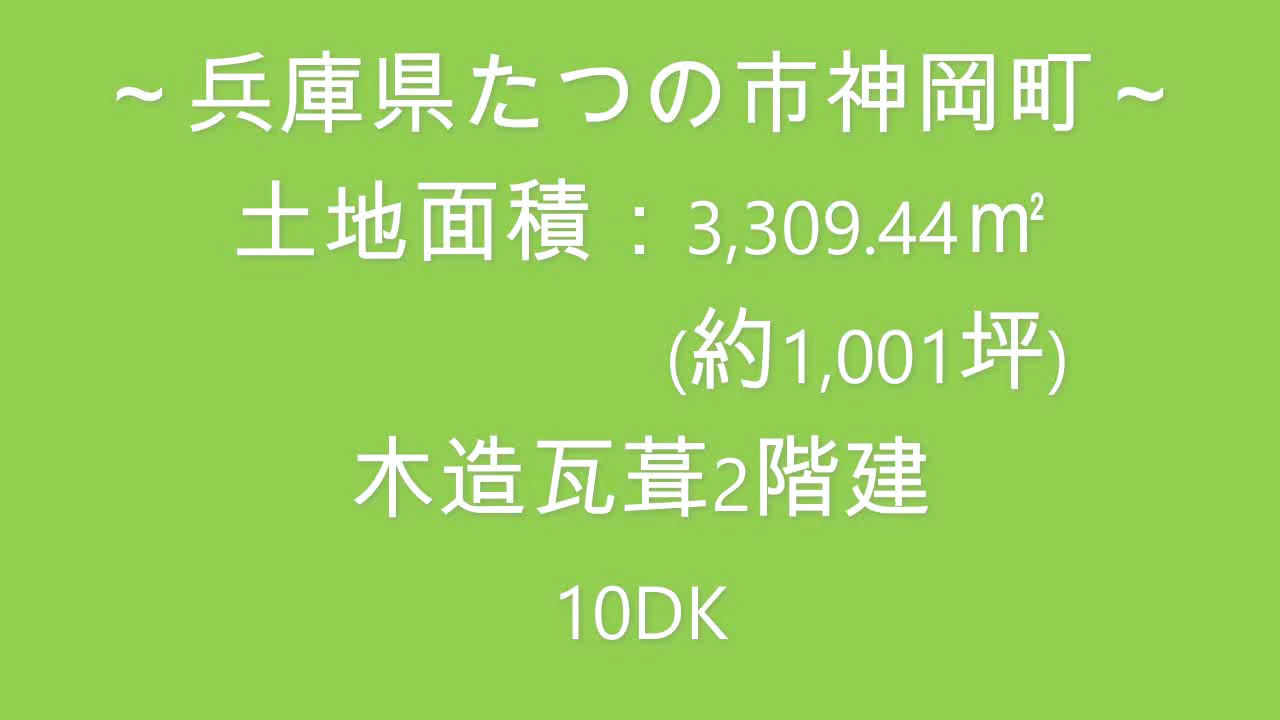 ～兵庫県たつの市神岡町～
土地面積：3,309.44㎡
(約1,001坪)
木造瓦葺2階建
10DK